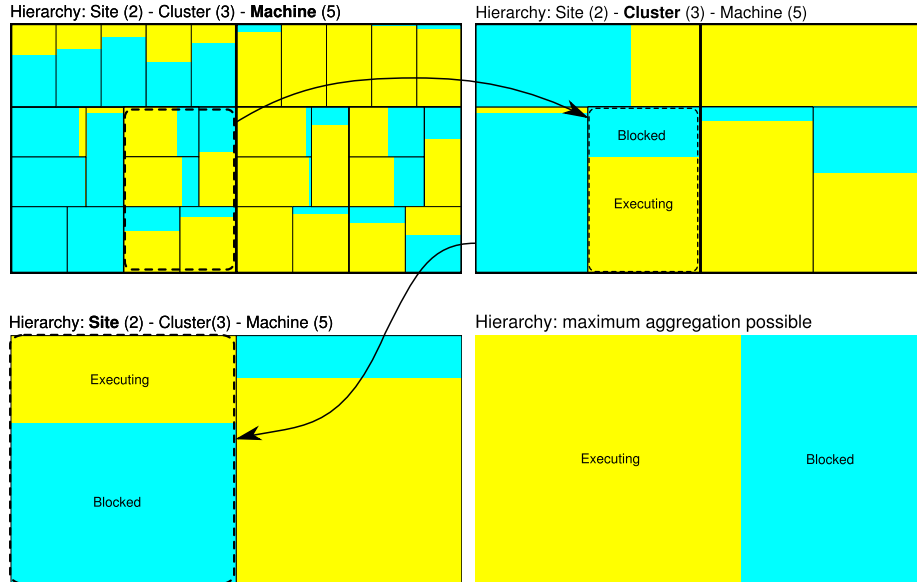 Hierarchy: Site (2) - Cluster (3) - Machine (5)
Hierarchy: Site (2) - Cluster (3) - Machine (5)
Blocked
Executing
Hierarchy: Site (2) - Cluster(3) - Machine (5)
Hierarchy: maximum aggregation possible
Executing
Blocked
Executing
Blocked